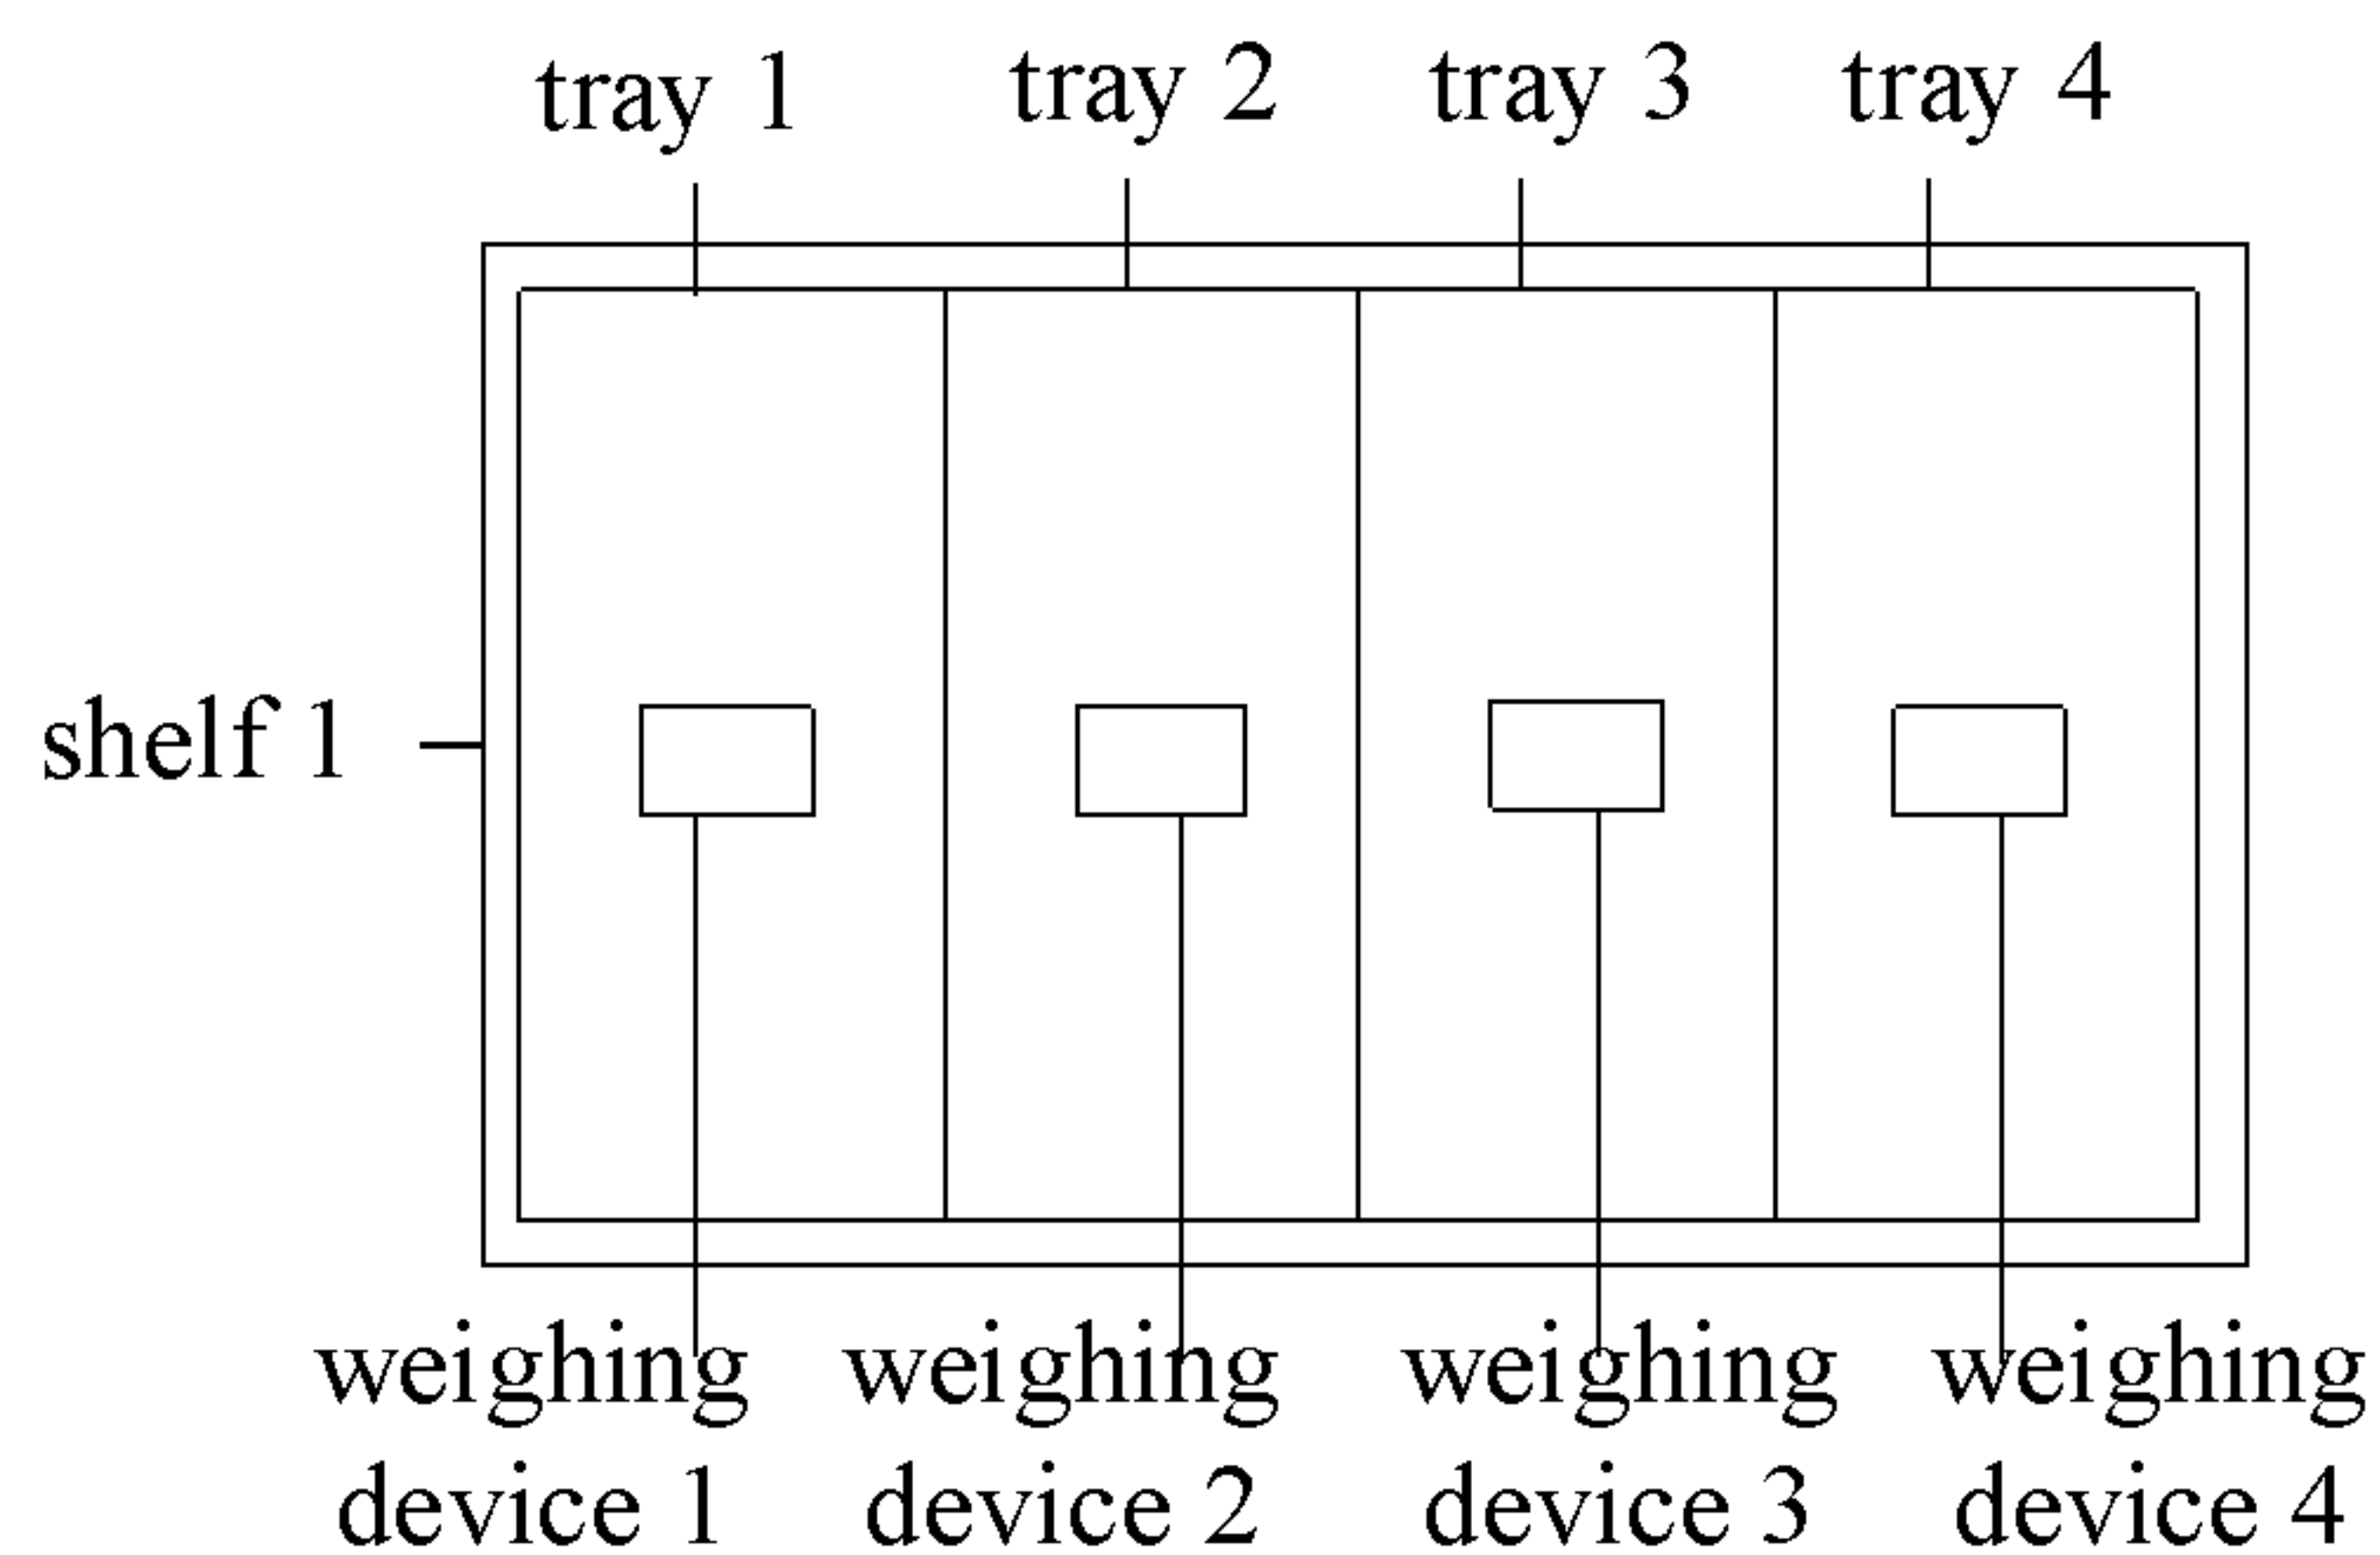 tray 1 tray 2 tray 3 tray 4
shelf 1
weighing weighing weighing weighing
device 1 device 2 device 3 device 4